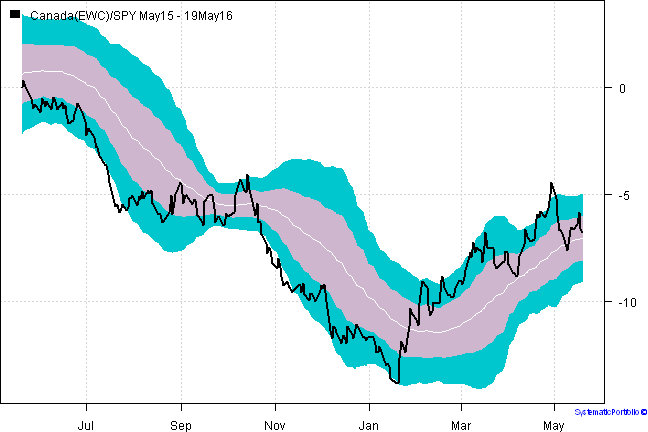 Canada(EWC)/SPY May15 - 19May16
0
-5
-10
Jul Sep Nov Jan Mar May
SystematicPortfolio ©